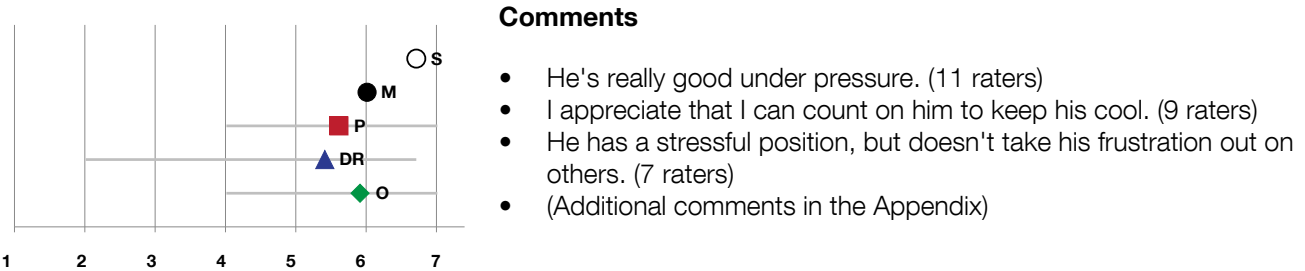 S
M
P
DR
O
1 2 3 4 5 6 7
Comments
• He's really good under pressure. (11 raters)
• I appreciate that I can count on him to keep his cool. (9 raters)
• He has a stressful position, but doesn't take his frustration out on
others. (7 raters)
• (Additional comments in the Appendix)